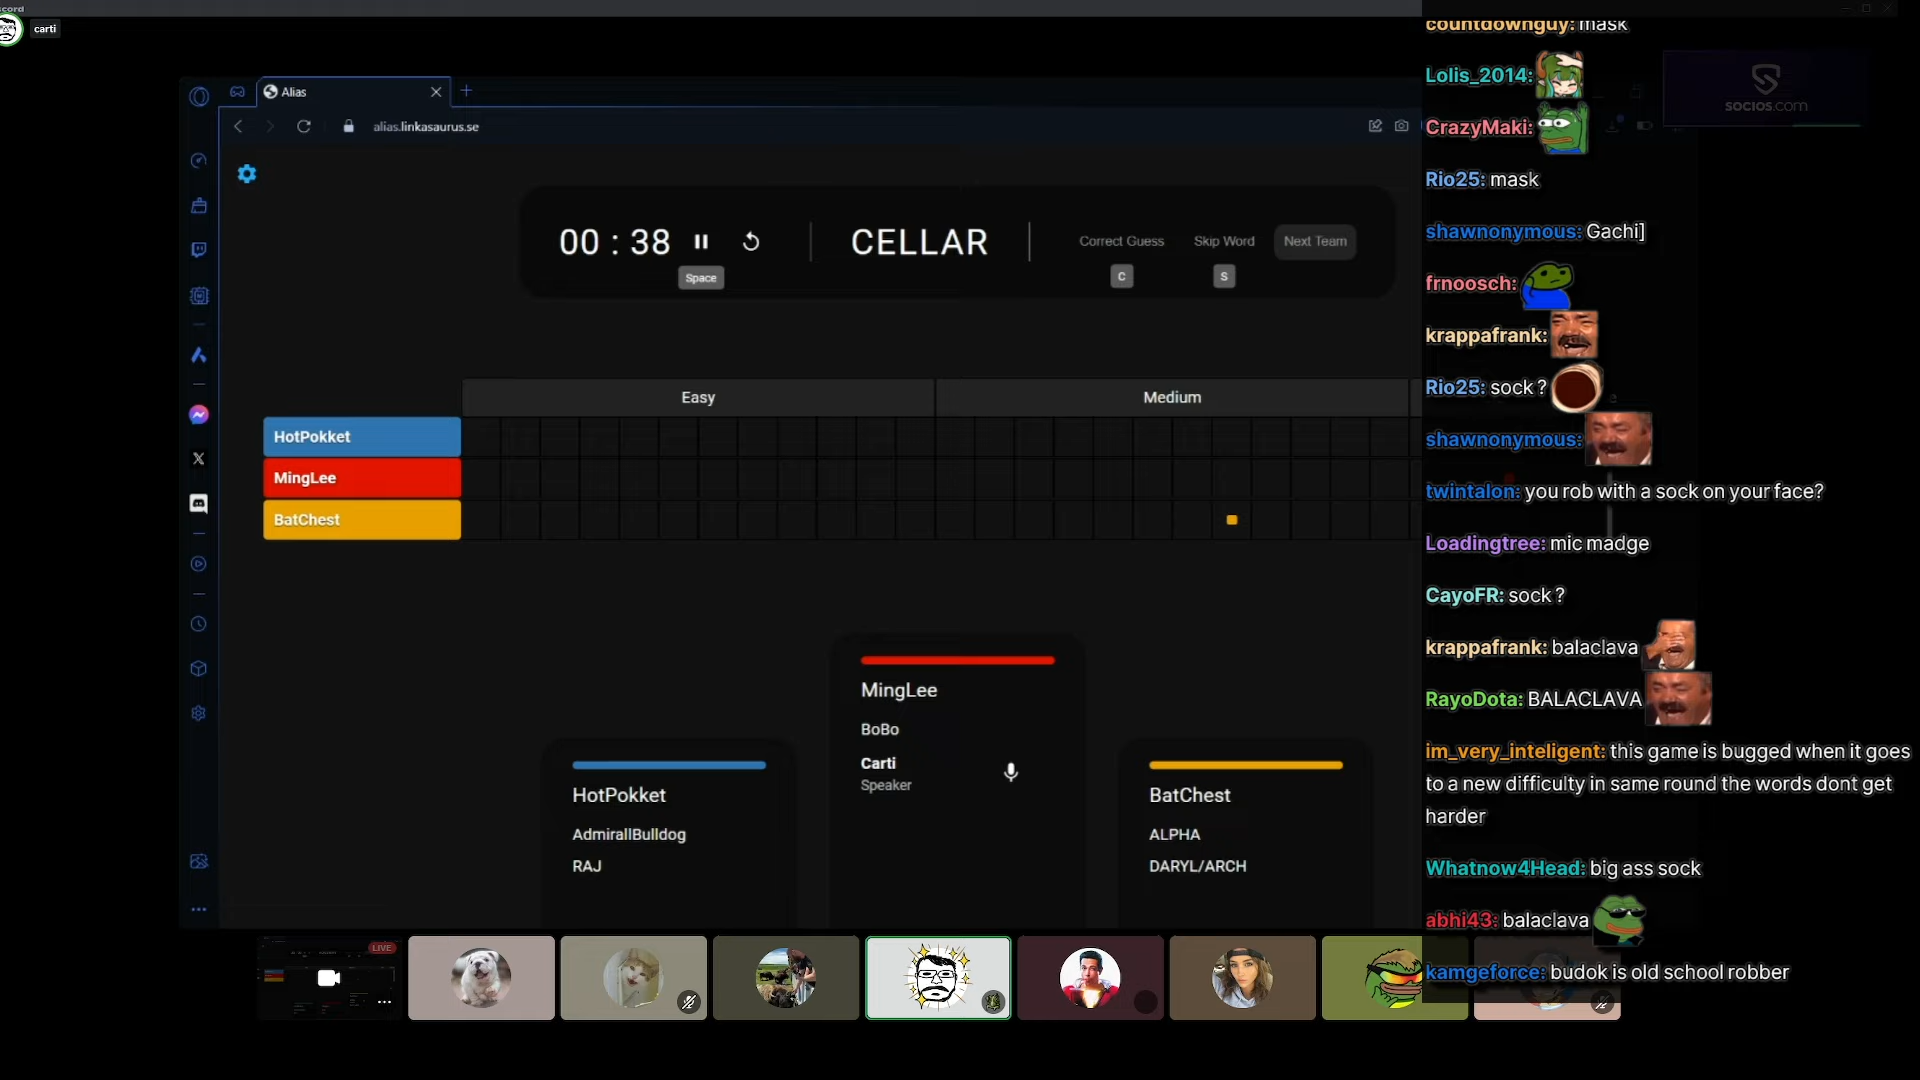 carti
Alias
alias.linkasaurus.se
00 : 38
Space
CELLAR
Correct Guess
C
Skip Word
S
Next Team
Easy
Medium
HotPokket
MingLee
BatChest
MingLee
BoBo
Carti
Speaker
HotPokket
AdmirallBulldog
RAJ
BatChest
ALPHA
DARYL/ARCH
LIVE
socios.com
countdownguy: mask
Lolis_2014:
CrazyMaki:
Rio25: mask
shawnonymous: Gachi]
frnoosch:
krappafrank:
Rio25: sock ?
shawnonymous:
twintalon: you rob with a sock on your face?
Loadingtree: mic madge
CayoFR: sock ?
krappafrank: balaclava
RayoDota: BALACLAVA
im_very_inteligent: this game is bugged when it goes
to a new difficulty in same round the words dont get
harder
Whatnow4Head: big ass sock
abhi43: balaclava
kamgeforce: budok is old school robber